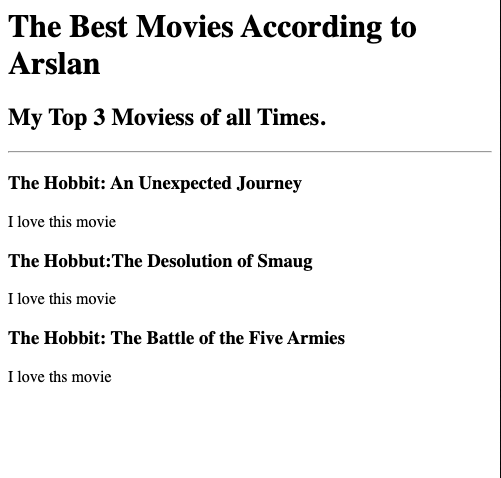 The Best Movies According to
Arslan
My Top 3 Moviess of all Times.
The Hobbit: An Unexpected Journey
I love this movie
The Hobbut:The Desolution of Smaug
I love this movie
The Hobbit: The Battle of the Five Armies
I love ths movie